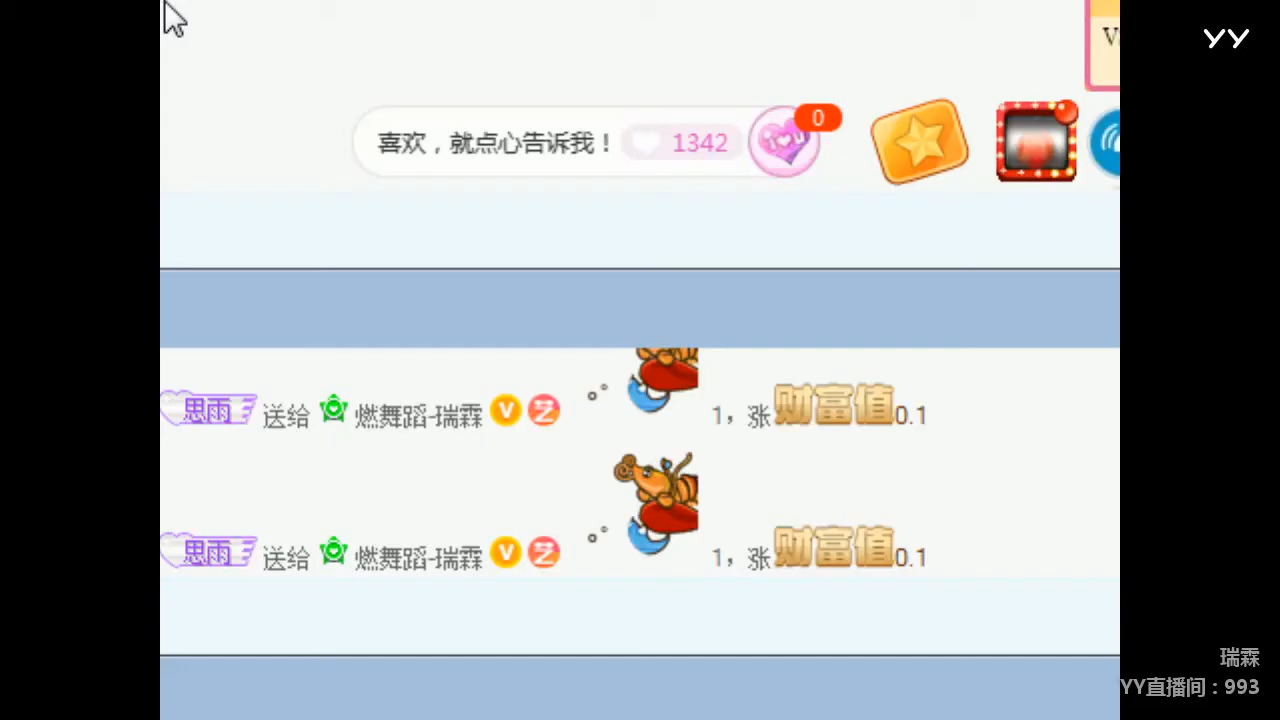 YY
V
喜欢，就点心告诉我！ 1342 0
思雨 送给 燃舞蹈-瑞霖 V 艺 1，涨财富值0.1
思雨 送给 燃舞蹈-瑞霖 V 艺 1，涨财富值0.1
瑞霖
YY直播间：993